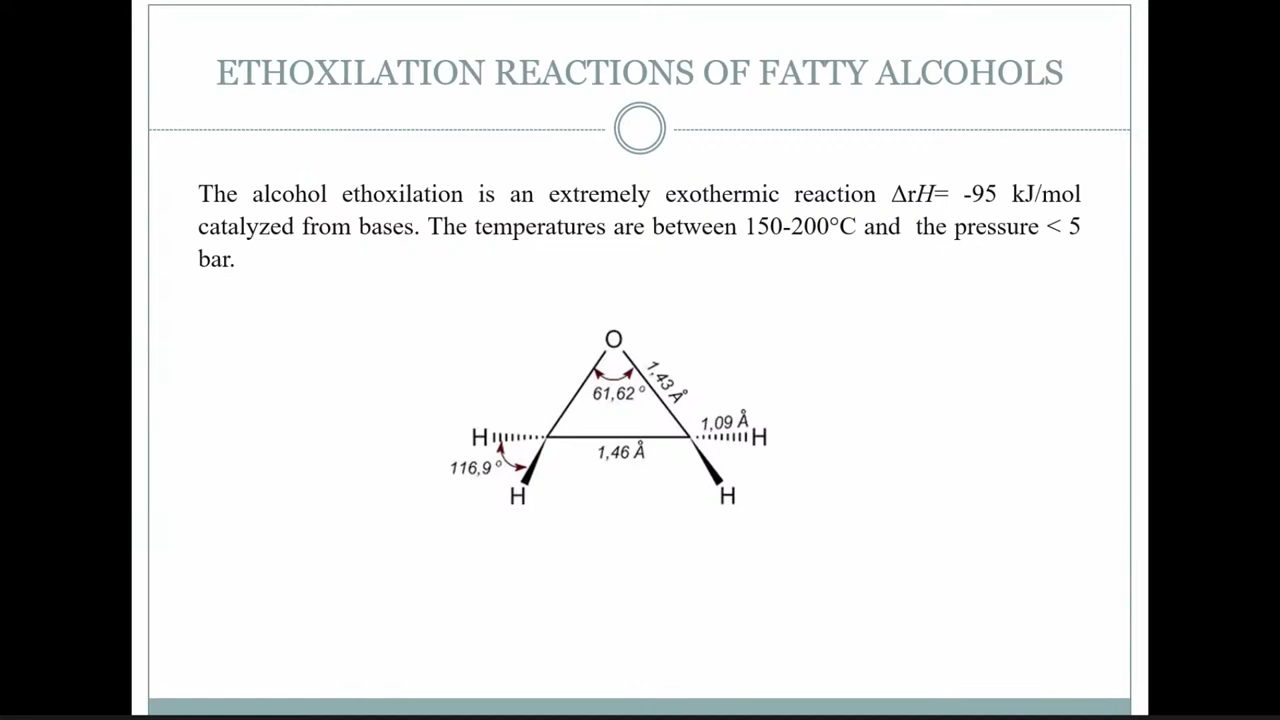 ETHOXILATION REACTIONS OF FATTY ALCOHOLS
The alcohol ethoxilation is an extremely exothermic reaction ΔrH= -95 kJ/mol
catalyzed from bases. The temperatures are between 150-200°C and the pressure < 5
bar.
O
1,43 Å
61,62°
1,09 Å
H
H
1,46 Å
116,9°
H
H